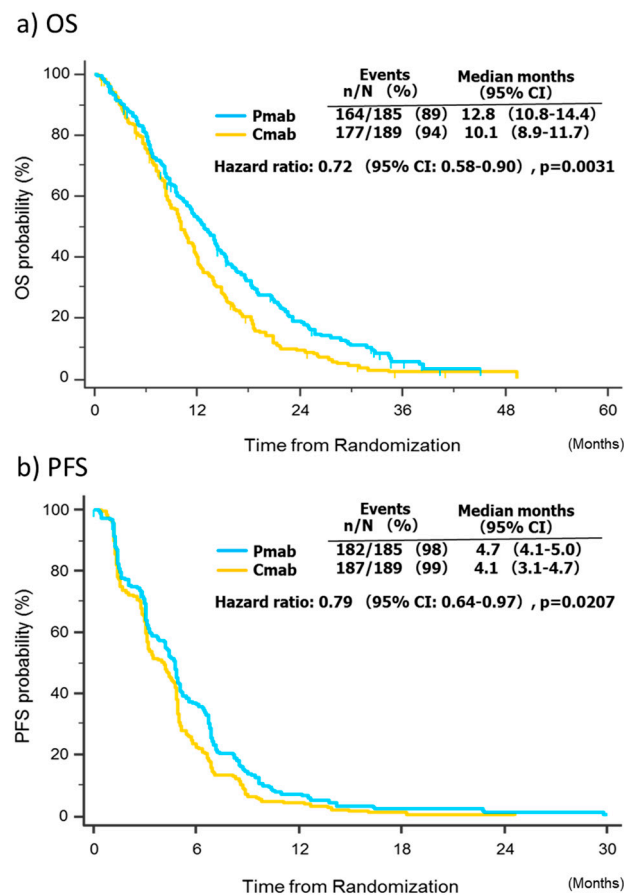 a) OS
Events Median months
n/N (%) (95% CI)
Pmab 164/185 (89) 12.8 (10.8-14.4)
Cmab 177/189 (94) 10.1 (8.9-11.7)
Hazard ratio: 0.72 (95% CI: 0.58-0.90) , p=0.0031
OS probability (%)
100
80
60
40
20
0
0 12 24 36 48 60
Time from Randomization (Months)
b) PFS
Events Median months
n/N (%) (95% CI)
Pmab 182/185 (98) 4.7 (4.1-5.0)
Cmab 187/189 (99) 4.1 (3.1-4.7)
Hazard ratio: 0.79 (95% CI: 0.64-0.97) , p=0.0207
PFS probability (%)
100
80
60
40
20
0
0 6 12 18 24 30
Time from Randomization (Months)